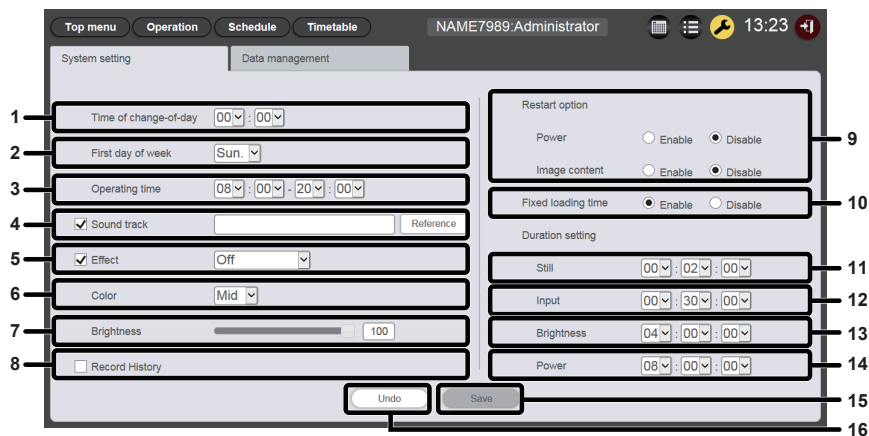 Top menu Operation Schedule Timetable NAME7989:Administrator 13:23
System setting Data management
1 Time of change-of-day 00 : 00
2 First day of week Sun.
3 Operating time 08 : 00 - 20 : 00
4 Sound track Reference
5 Effect Off
6 Color Mid
7 Brightness 100
8 Record History
Restart option
Power Enable Disable 9
Image content Enable Disable
Fixed loading time Enable Disable 10
Duration setting
Still 00 : 02 : 00 11
Input 00 : 30 : 00 12
Brightness 04 : 00 : 00 13
Power 08 : 00 : 00 14
Undo Save 15
16